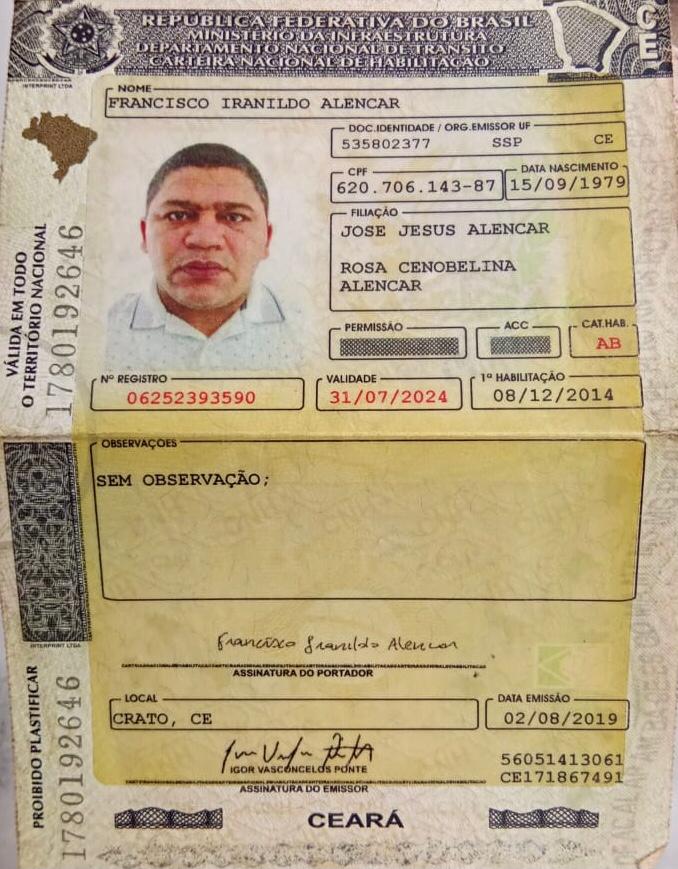 REPÚBLICA FEDERATIVA DO BRASIL
MINISTÉRIO DA INFRAESTRUTURA
DEPARTAMENTO NACIONAL DE TRÂNSITO
CARTEIRA NACIONAL DE HABILITAÇÃO
CE
INTERPRINT LTDA
NOME
FRANCISCO IRANILDO ALENCAR
DOC. IDENTIDADE / ORG. EMISSOR UF
535802377 SSP CE
CPF
620.706.143-87
DATA NASCIMENTO
15/09/1979
FILIAÇÃO
JOSE JESUS ALENCAR
ROSA CENOBELINA
ALENCAR
PERMISSÃO
ACC
CAT.HAB.
AB
Nº REGISTRO
06252393590
VALIDADE
31/07/2024
1ª HABILITAÇÃO
08/12/2014
VÁLIDA EM TODO
O TERRITÓRIO NACIONAL
1780192646
OBSERVAÇÕES
SEM OBSERVAÇÃO;
INTERPRINT LTDA
Francisco Iranildo Alencar
ASSINATURA DO PORTADOR
LOCAL
CRATO, CE
DATA EMISSÃO
02/08/2019
IGOR VASCONCELOS PONTE
ASSINATURA DO EMISSOR
56051413061
CE171867491
PROIBIDO PLASTIFICAR
1780192646
CEARÁ